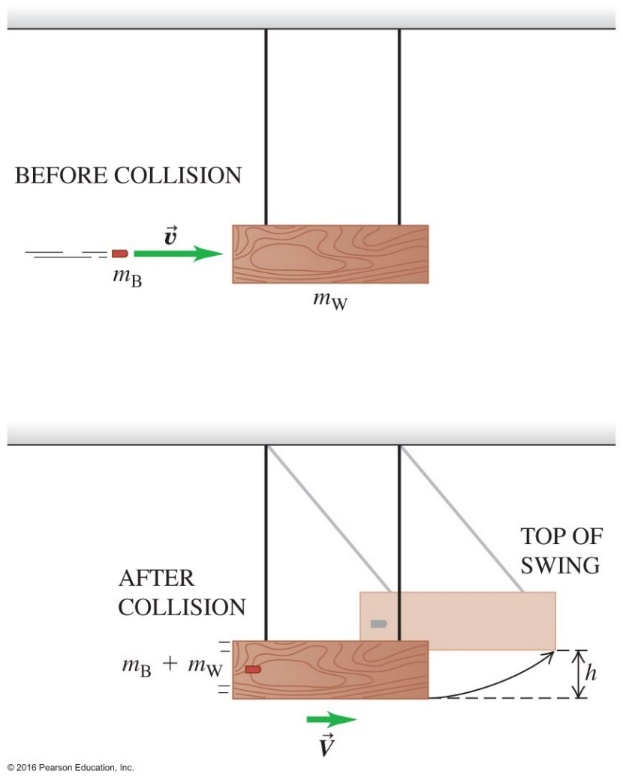 BEFORE COLLISION
v⃗
m_B
m_W
TOP OF
SWING
AFTER
COLLISION
m_B + m_W
h
V⃗
© 2016 Pearson Education, Inc.